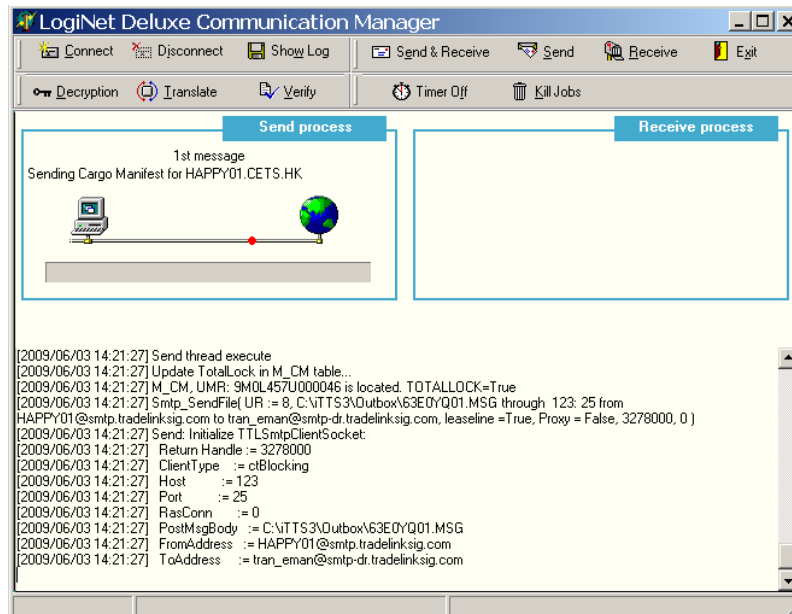 LogiNet Deluxe Communication Manager
Connect Disconnect Show Log Send & Receive Send Receive Exit
Decryption Translate Verify Timer Off Kill Jobs
Send process Receive process
1st message
Sending Cargo Manifest for HAPPY01.CETS.HK
[2009/06/03 14:21:27] Send thread execute
[2009/06/03 14:21:27] Update TotalLock in M_CM table...
[2009/06/03 14:21:27] M_CM, UMR: 9M0L457U000046 is located. TOTALLOCK=True
[2009/06/03 14:21:27] Smtp_SendFile( UR := 8, C:\iTTS3\Outbox\63E0YQ01.MSG through 123: 25 from
HAPPY01@smtp.tradelinksig.com to tran_eman@smtp-dr.tradelinksig.com, leaseline =True, Proxy = False, 3278000, 0 )
[2009/06/03 14:21:27] Send: Initialize TTLSmtpClientSocket:
[2009/06/03 14:21:27] Return Handle := 3278000
[2009/06/03 14:21:27] ClientType := ctBlocking
[2009/06/03 14:21:27] Host := 123
[2009/06/03 14:21:27] Port := 25
[2009/06/03 14:21:27] RasConn := 0
[2009/06/03 14:21:27] PostMsgBody := C:\iTTS3\Outbox\63E0YQ01.MSG
[2009/06/03 14:21:27] FromAddress := HAPPY01@smtp.tradelinksig.com
[2009/06/03 14:21:27] ToAddress := tran_eman@smtp-dr.tradelinksig.com